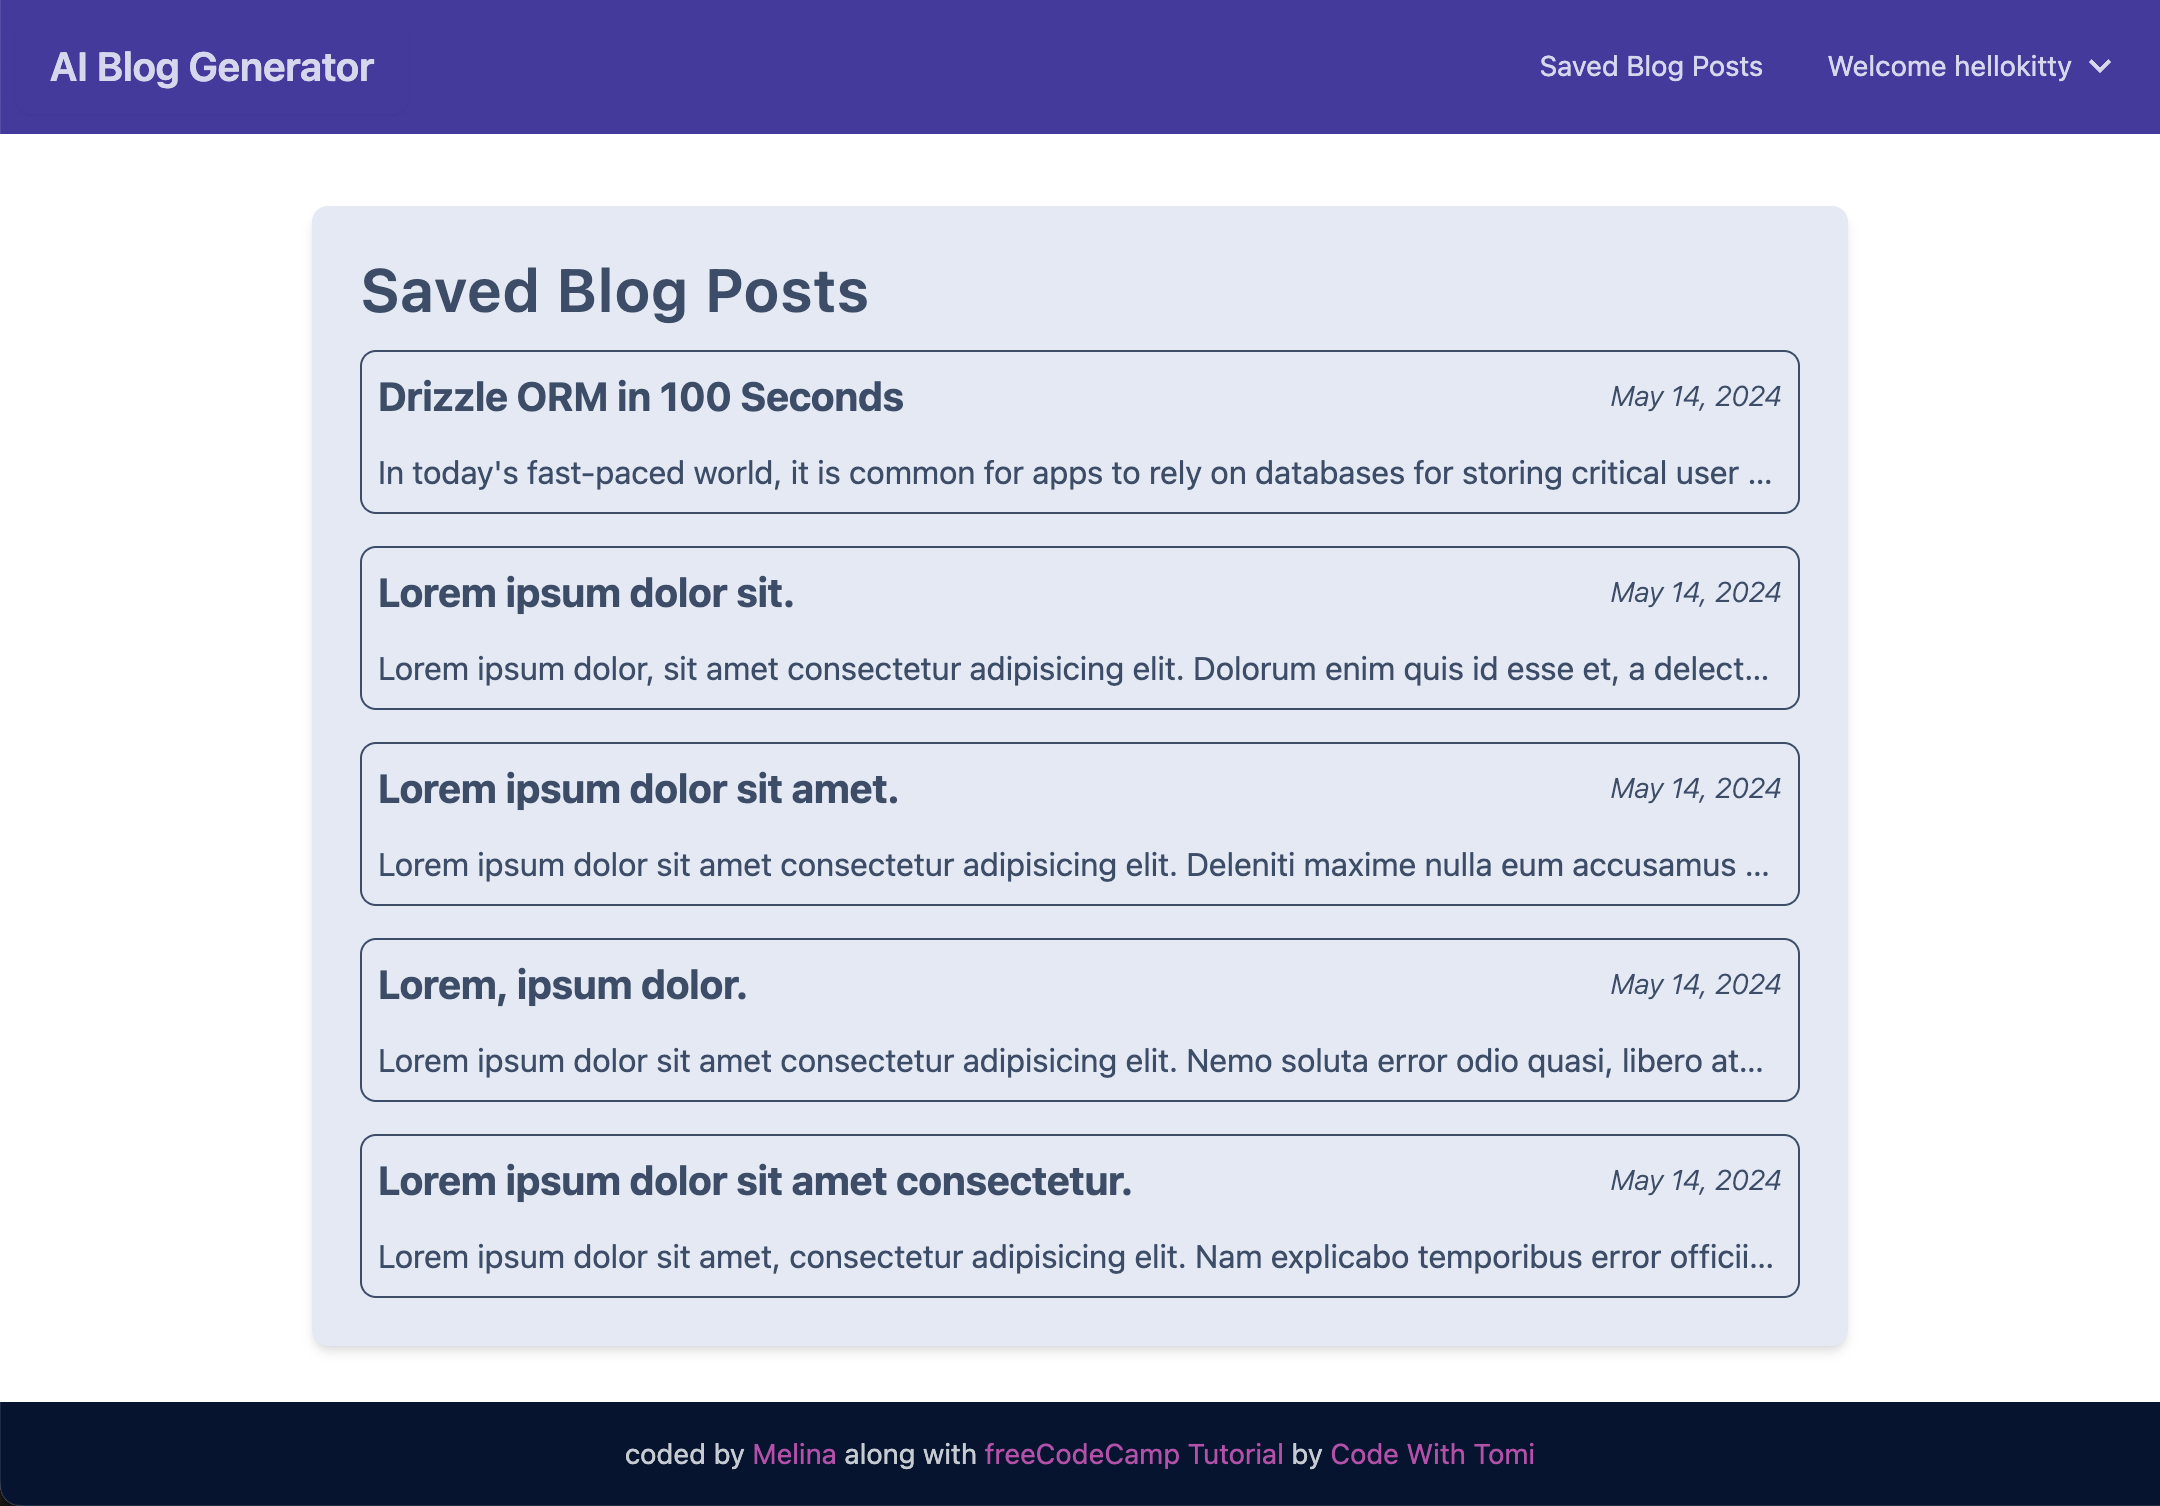 AI Blog Generator
Saved Blog Posts
Welcome hellokitty
Saved Blog Posts
Drizzle ORM in 100 Seconds
May 14, 2024
In today's fast-paced world, it is common for apps to rely on databases for storing critical user ...
Lorem ipsum dolor sit.
May 14, 2024
Lorem ipsum dolor, sit amet consectetur adipisicing elit. Dolorum enim quis id esse et, a delect...
Lorem ipsum dolor sit amet.
May 14, 2024
Lorem ipsum dolor sit amet consectetur adipisicing elit. Deleniti maxime nulla eum accusamus ...
Lorem, ipsum dolor.
May 14, 2024
Lorem ipsum dolor sit amet consectetur adipisicing elit. Nemo soluta error odio quasi, libero at...
Lorem ipsum dolor sit amet consectetur.
May 14, 2024
Lorem ipsum dolor sit amet, consectetur adipisicing elit. Nam explicabo temporibus error officii...
coded by Melina along with freeCodeCamp Tutorial by Code With Tomi